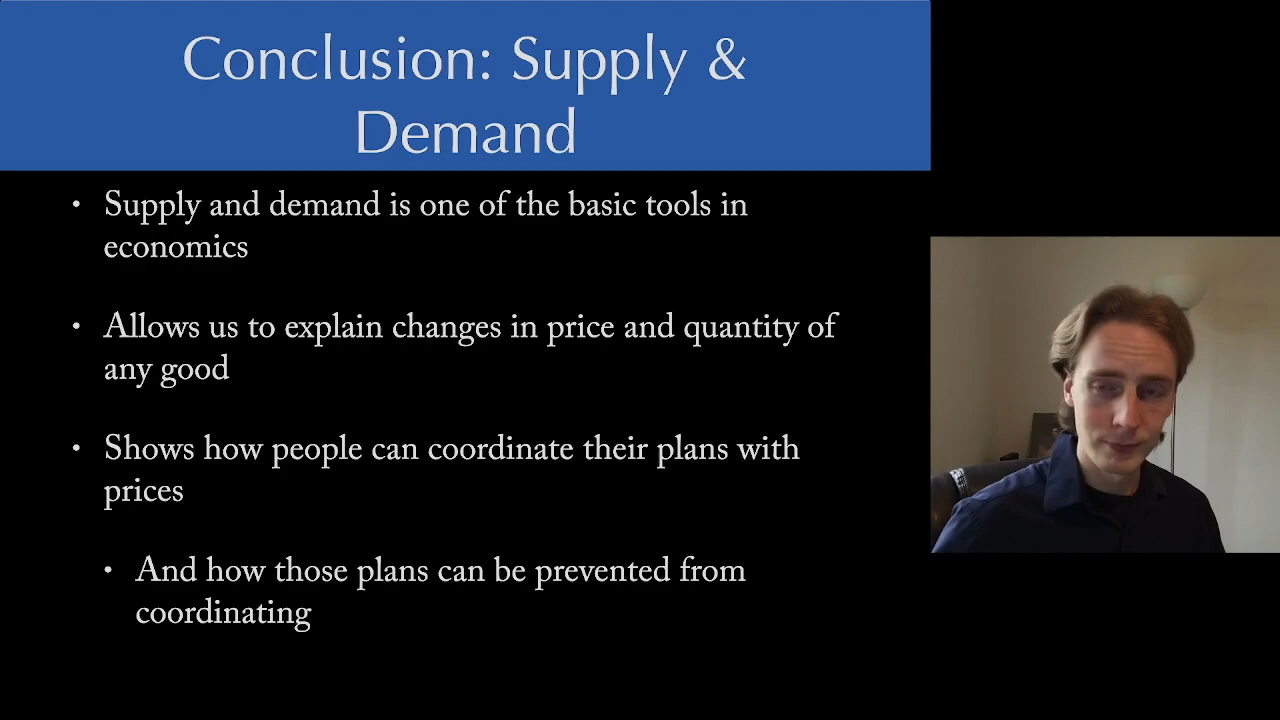 Conclusion: Supply &
Demand
• Supply and demand is one of the basic tools in
economics
• Allows us to explain changes in price and quantity of
any good
• Shows how people can coordinate their plans with
prices
• And how those plans can be prevented from
coordinating